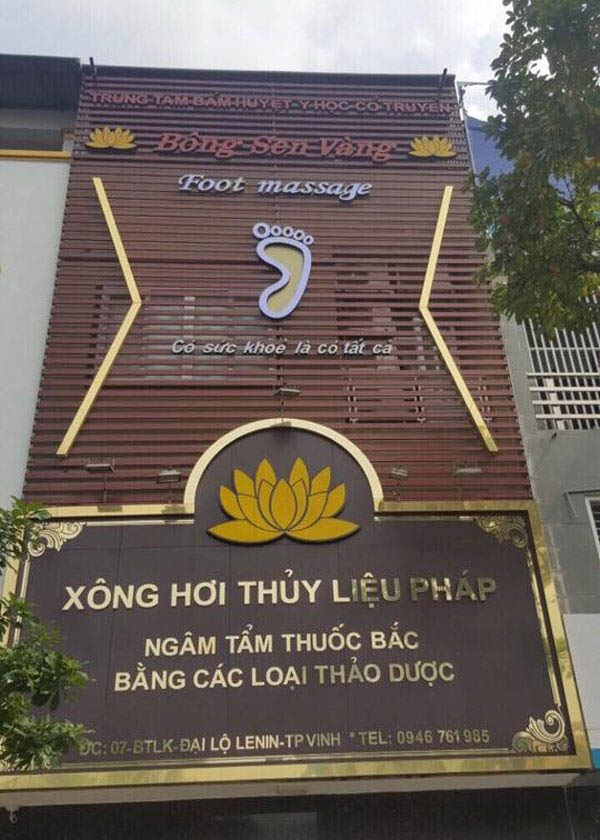 TRUNG TÂM BẤM HUYỆT Y HỌC CỔ TRUYỀN
Bông Sen Vàng
Foot massage
Có sức khoẻ là có tất cả
XÔNG HƠI THỦY LIỆU PHÁP
NGÂM TẨM THUỐC BẮC
BẰNG CÁC LOẠI THẢO DƯỢC
ĐC: 07-BTLK-ĐẠI LỘ LENIN-TP VINH * TEL: 0946 761 985